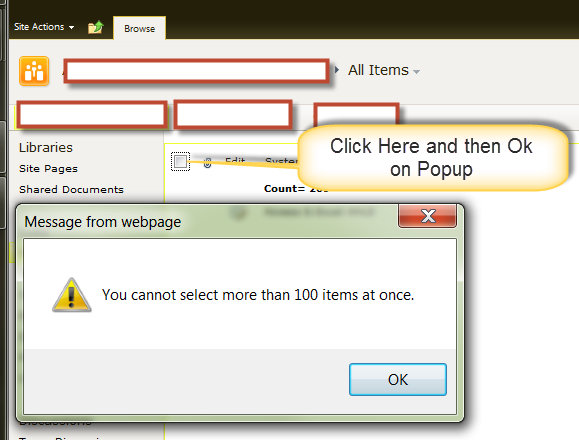 Site Actions
Browse
All Items
Libraries
Site Pages
Shared Documents
Edit
Click Here and then Ok
on Popup
Message from webpage
You cannot select more than 100 items at once.
OK